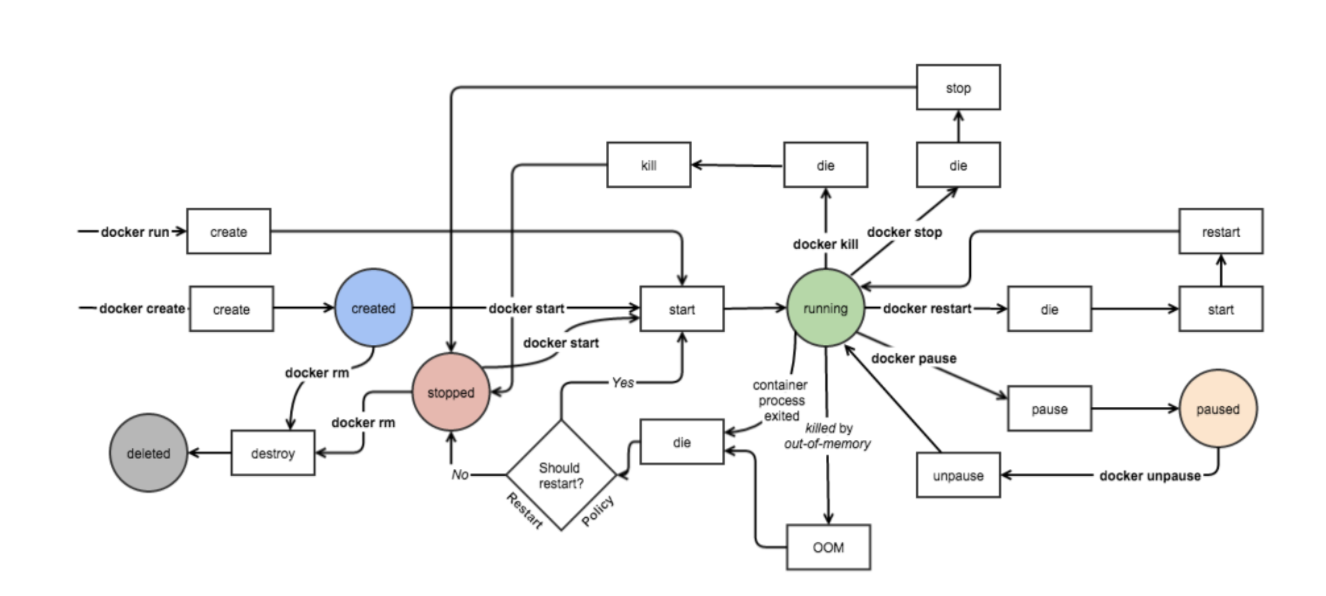 stop
kill
die
die
docker run
create
docker kill
docker stop
restart
docker create
create
created
docker start
start
running
docker restart
die
start
docker start
docker pause
docker rm
stopped
Yes
container
process
exited
pause
paused
docker rm
killed by
out-of-memory
deleted
destroy
die
No
Should
restart?
Restart
Policy
unpause
docker unpause
OOM